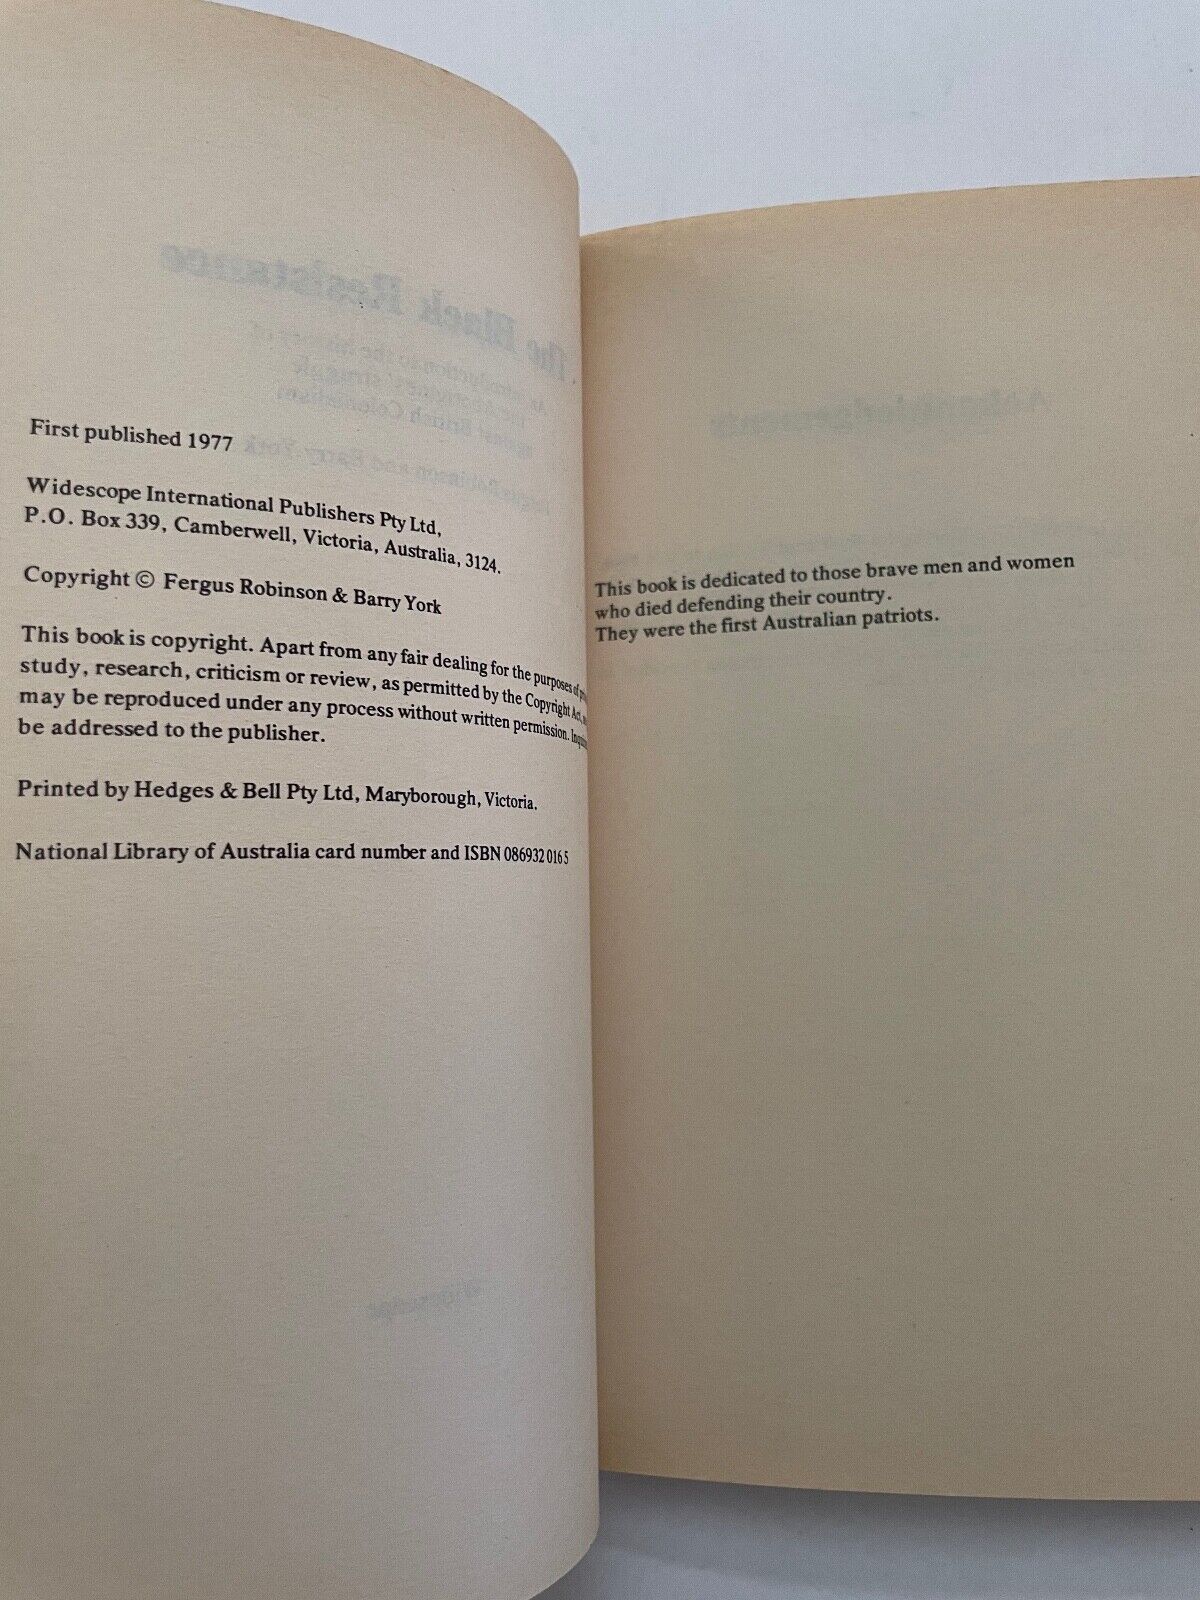 First published 1977
Widescope International Publishers Pty Ltd,
P.O. Box 339, Camberwell, Victoria, Australia, 3124.
Copyright © Fergus Robinson & Barry York
This book is copyright. Apart from any fair dealing for the purposes of
study, research, criticism or review, as permitted by the Copyright Act,
may be reproduced under any process without written permission.
be addressed to the publisher.
Printed by Hedges & Bell Pty Ltd, Maryborough, Victoria.
National Library of Australia card number and ISBN 086932 016 5
This book is dedicated to those brave men and women
who died defending their country.
They were the first Australian patriots.